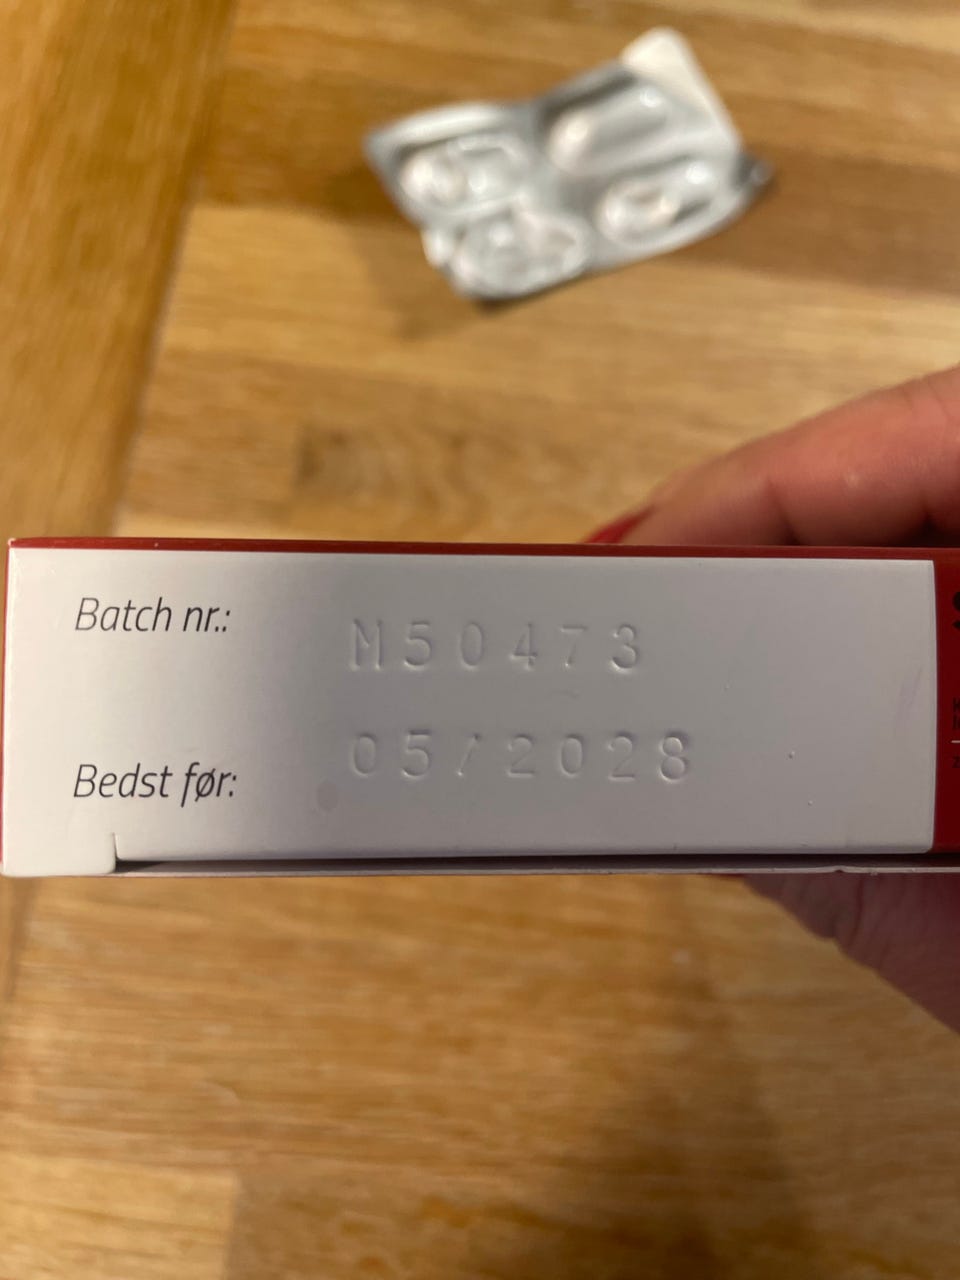 Batch nr.: M50473
Bedst før: 05/2028